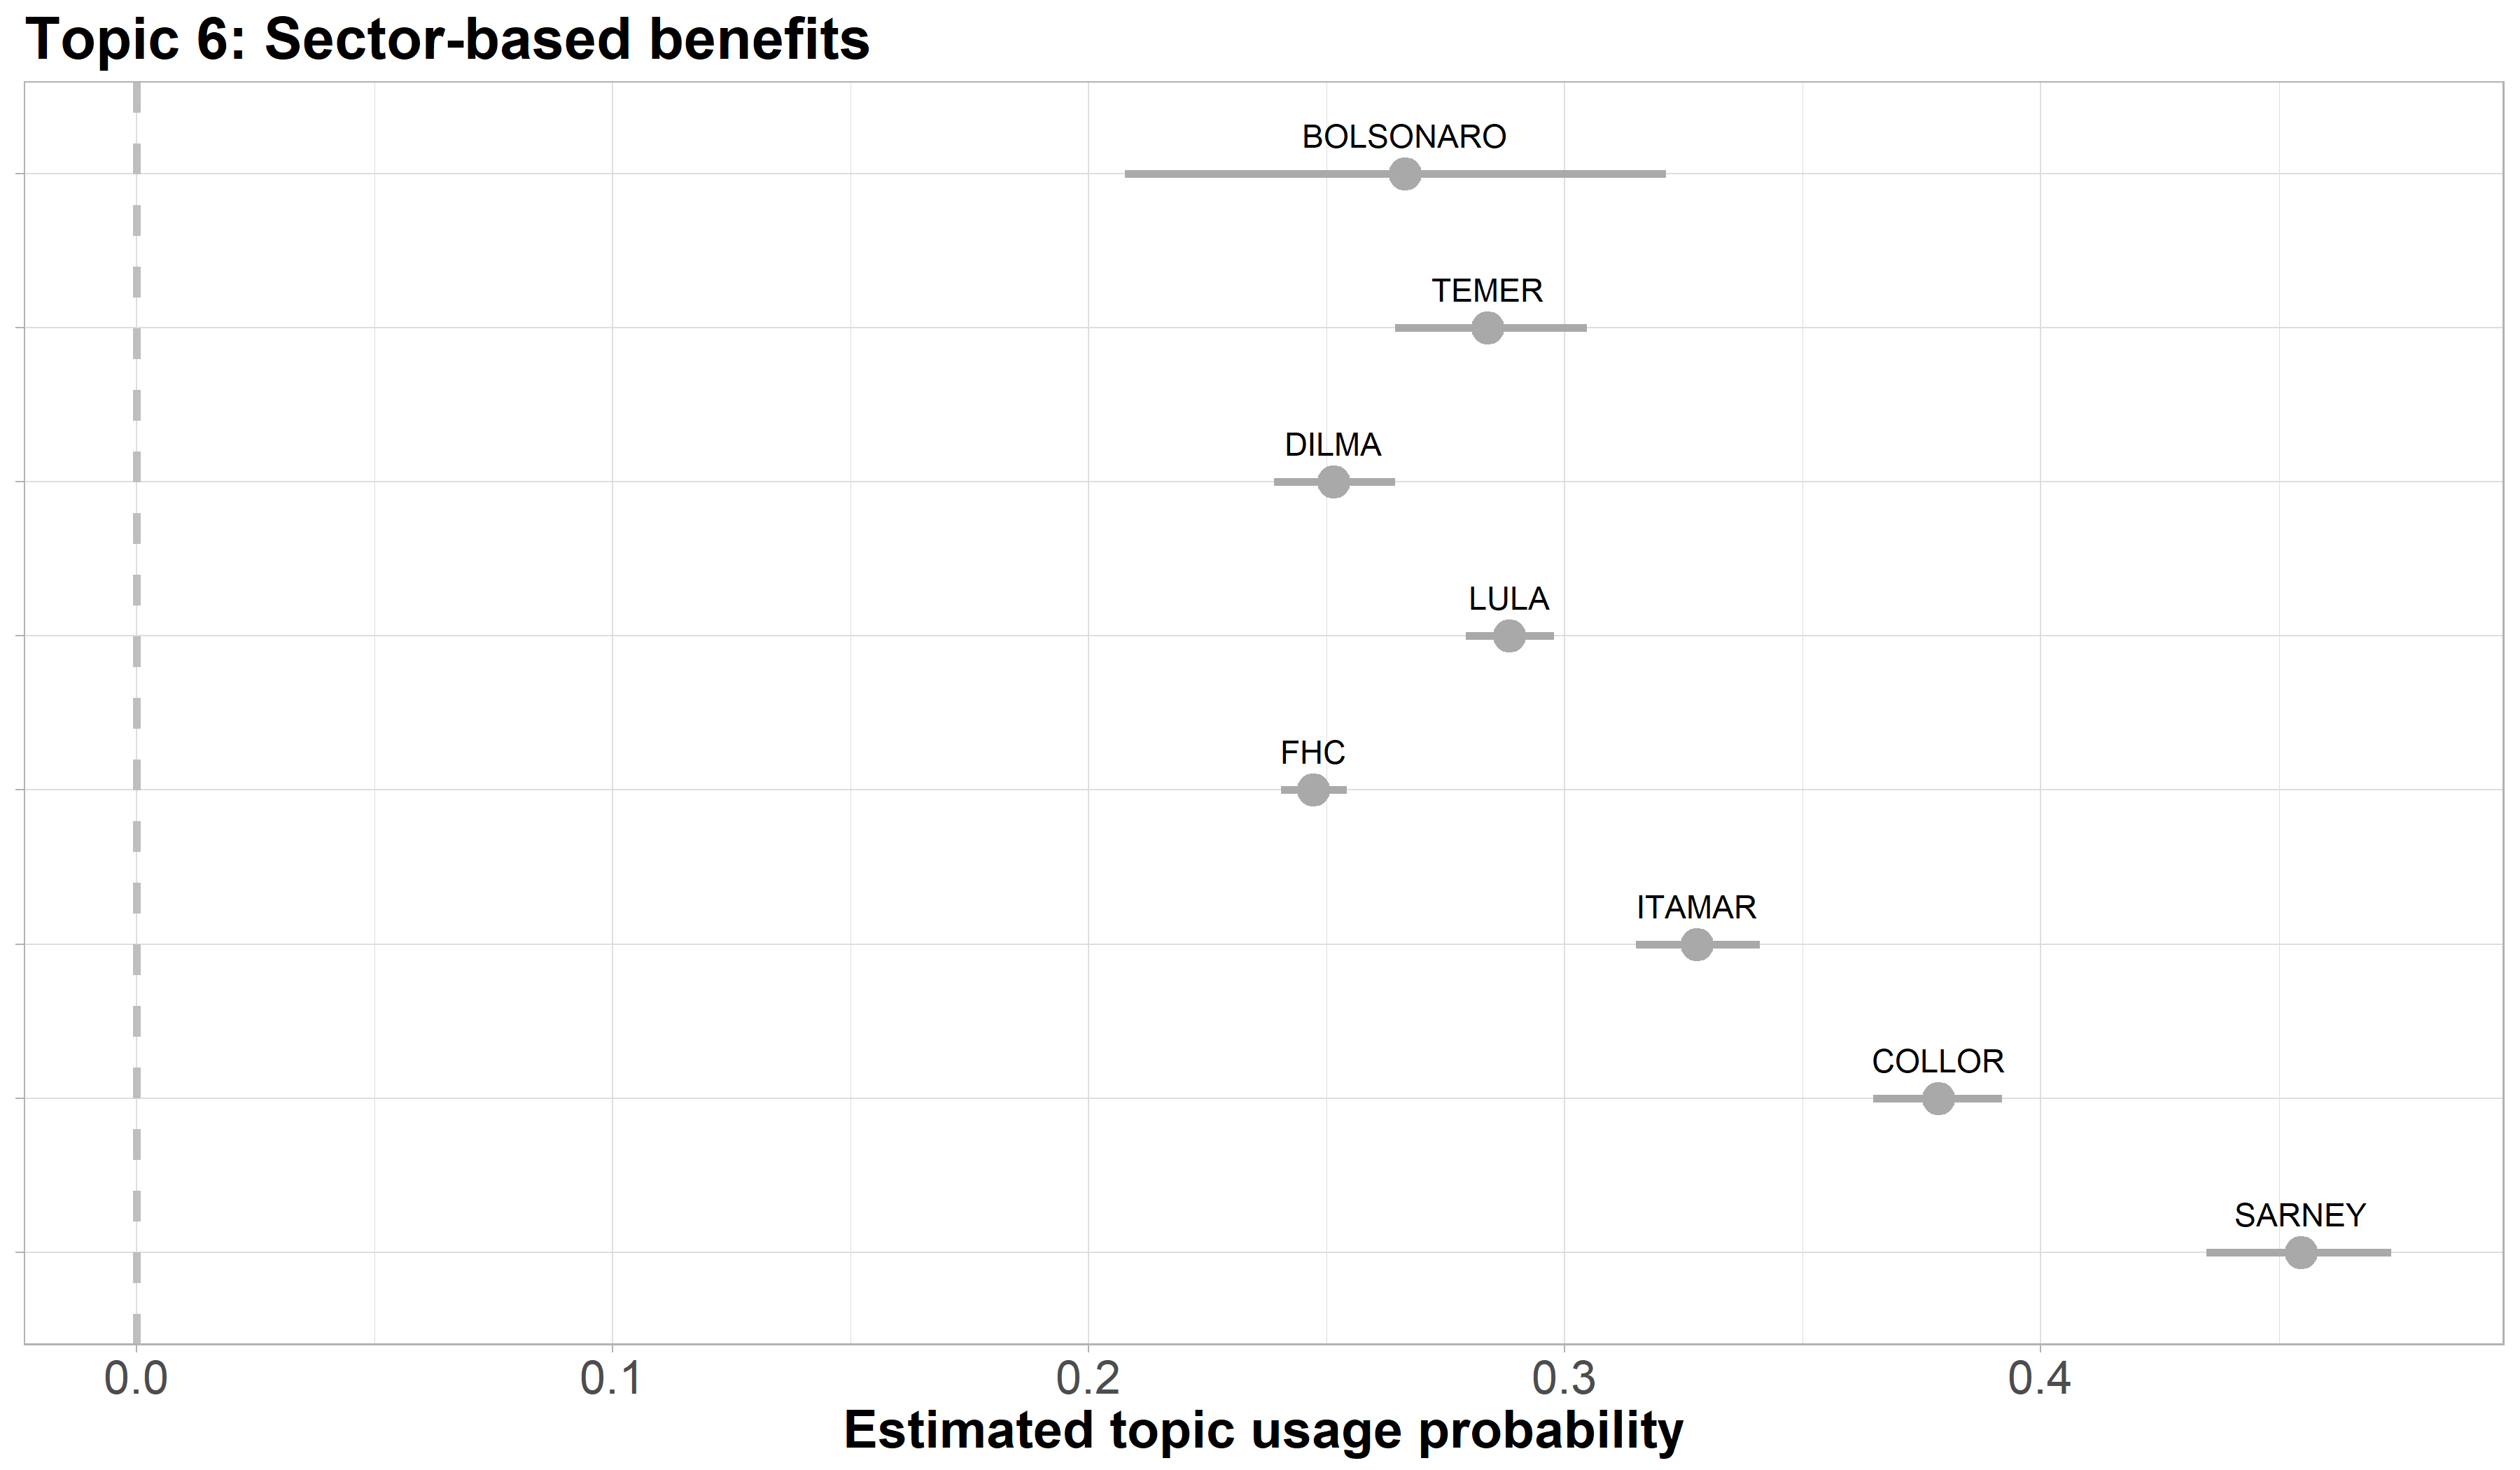 Topic 6: Sector-based benefits
BOLSONARO
TEMER
DILMA
LULA
FHC
ITAMAR
COLLOR
SARNEY
0.0 0.1 0.2 0.3 0.4
Estimated topic usage probability